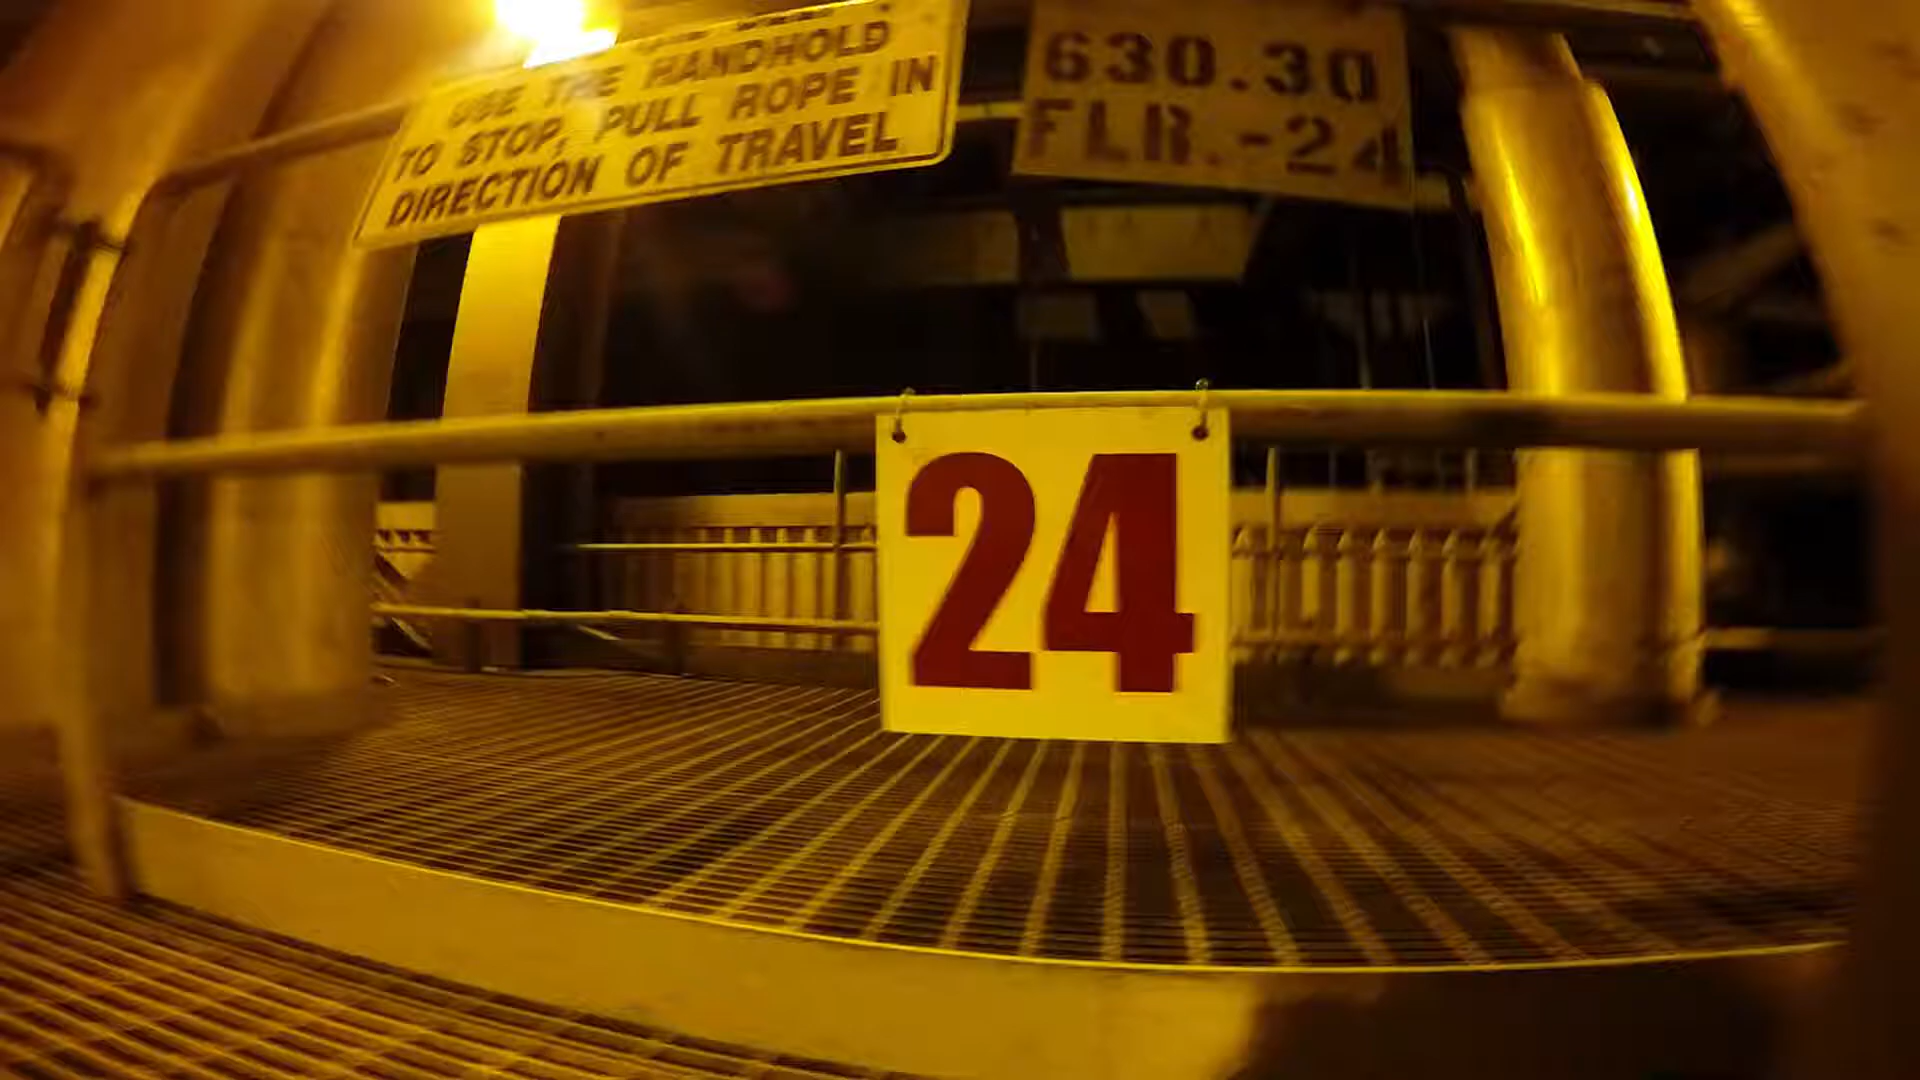 USE THE HANDHOLD
TO STOP, PULL ROPE IN
DIRECTION OF TRAVEL
630.30
FLR.-24
24